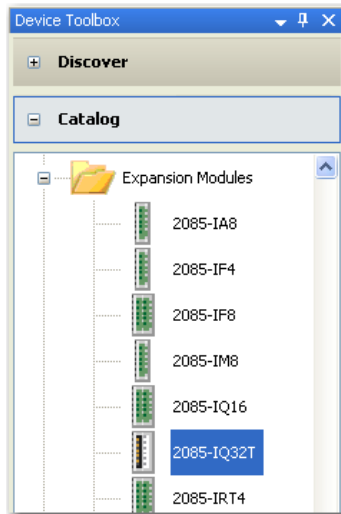 Device Toolbox
Discover
Catalog
Expansion Modules
2085-IA8
2085-IF4
2085-IF8
2085-IM8
2085-IQ16
2085-IQ32T
2085-IRT4